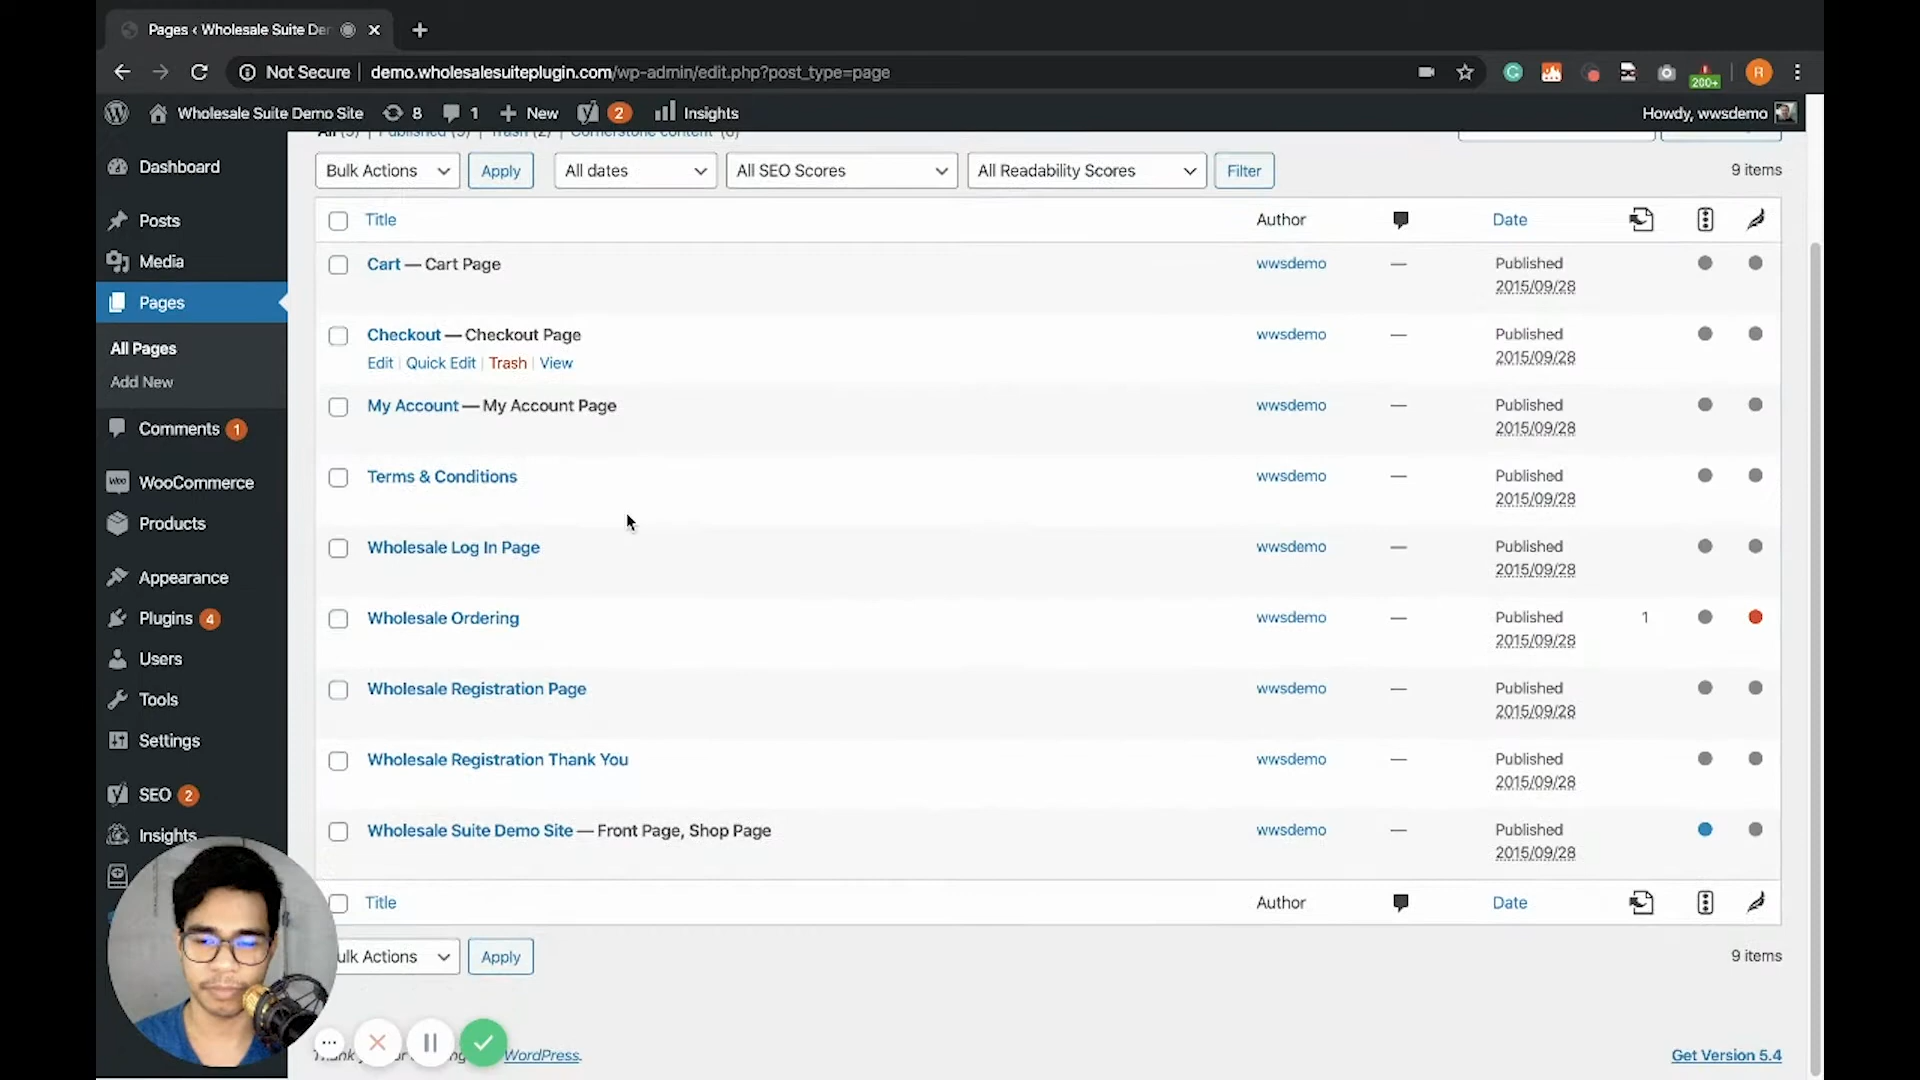 Pages ‹ Wholesale Suite Der
Not Secure demo.wholesalesuiteplugin.com/wp-admin/edit.php?post_type=page
200+
R
Wholesale Suite Demo Site 8 1 New 2 Insights Howdy, wwsdemo
All (9) | Published (9) | Trash (2) | Cornerstone content (0)
Dashboard
Posts
Media
Pages
All Pages
Add New
Comments 1
Woo WooCommerce
Products
Appearance
Plugins 4
Users
Tools
Settings
SEO 2
Insights
Bulk Actions Apply All dates All SEO Scores All Readability Scores Filter 9 items
Title Author Date
Cart — Cart Page wwsdemo — Published
2015/09/28
Checkout — Checkout Page wwsdemo — Published
2015/09/28
Edit | Quick Edit | Trash | View
My Account — My Account Page wwsdemo — Published
2015/09/28
Terms & Conditions wwsdemo — Published
2015/09/28
Wholesale Log In Page wwsdemo — Published
2015/09/28
Wholesale Ordering wwsdemo — Published 1
2015/09/28
Wholesale Registration Page wwsdemo — Published
2015/09/28
Wholesale Registration Thank You wwsdemo — Published
2015/09/28
Wholesale Suite Demo Site — Front Page, Shop Page wwsdemo — Published
2015/09/28
Title Author Date
ulk Actions Apply 9 items
WordPress. Get Version 5.4